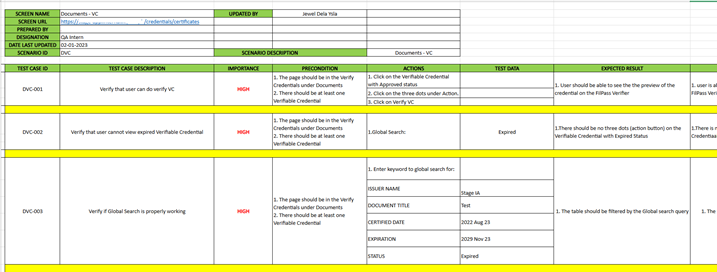 SCREEN NAME Documents - VC UPDATED BY Jewel Dela Ysla
SCREEN URL https:// /credentials/certificates
PREPARED BY
DESIGNATION QA Intern
DATE LAST UPDATED 02-01-2023
SCENARIO ID DVC SCENARIO DESCRIPTION Documents - VC
TEST CASE ID TEST CASE DESCRIPTION IMPORTANCE PRECONDITION ACTIONS TEST DATA EXPECTED RESULT
DVC-001 Verify that user can do verify VC HIGH
1. The page should be in the Verify
Credentials under Documents
2. There should be at least one
Verifiable Credential
1. Click on the Verifiable Credential
with Approved status
2. Click on the three dots under Action.
3. Click on Verify VC
1. User should be able to see the the preview of the
credential on the FilPass Verifier
1. user is al
FilPass Veri
DVC-002 Verify that user cannot view expired Verifiable Credential HIGH
1. The page should be in the Verify
Credentials under Documents
2. There should be at least one
Verifiable Credential
1.Global Search: Expired
1.There should be no three dots (action button) on the
Verifiable Credential with Expired Status
1.There is n
Credentiaa
DVC-003 Verify if Global Search is properly working HIGH
1. The page should be in the Verify
Credentials under Documents
2. There should be at least one
Verifiable Credential
1. Enter keyword to global search for:
ISSUER NAME Stage IA
DOCUMENT TITLE Test
CERTIFIED DATE 2022 Aug 23
EXPIRATION 2029 Nov 23
STATUS Expired
1. The table should be filtered by the Global search query
1. The